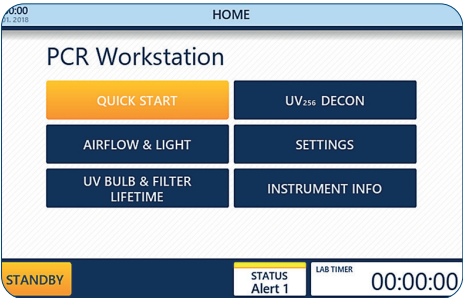 0:00
01. 2018
HOME
PCR Workstation
QUICK START
UV256 DECON
AIRFLOW & LIGHT
SETTINGS
UV BULB & FILTER
LIFETIME
INSTRUMENT INFO
STANDBY
STATUS
Alert 1
LAB TIMER
00:00:00